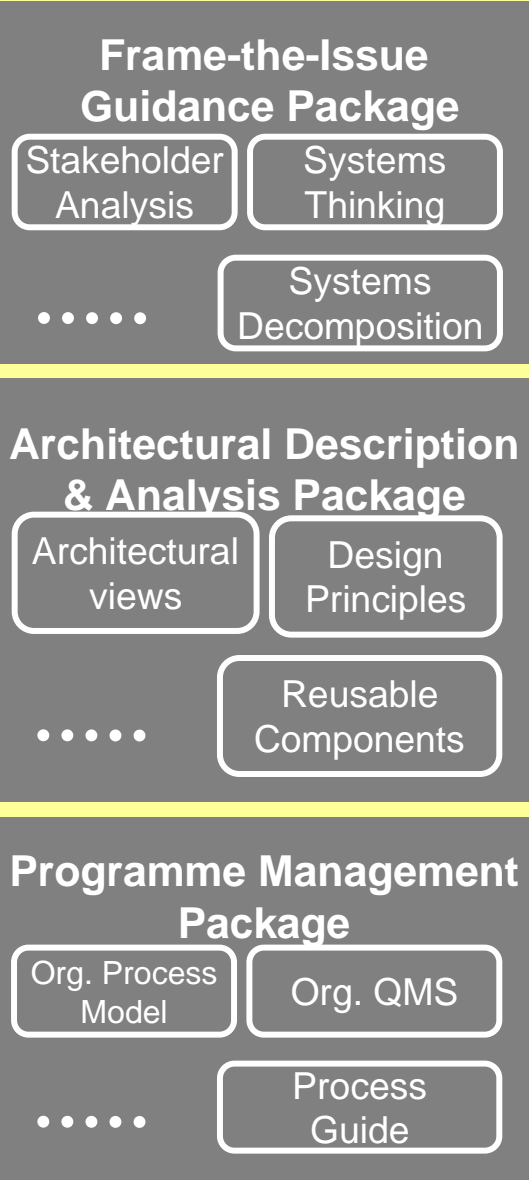 Frame-the-Issue
Guidance Package
Stakeholder
Analysis
Systems
Thinking
.....
Systems
Decomposition
Architectural Description
& Analysis Package
Architectural
views
Design
Principles
.....
Reusable
Components
Programme Management
Package
Org. Process
Model
Org. QMS
.....
Process
Guide